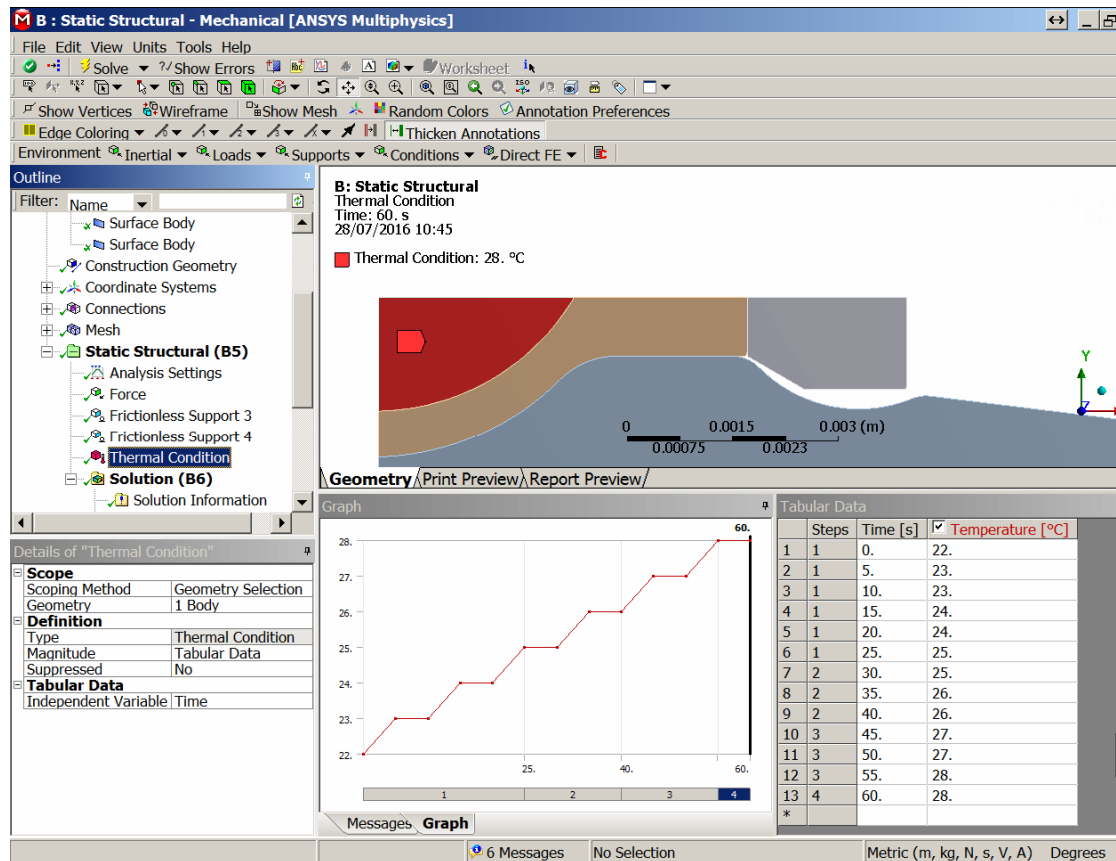 B : Static Structural - Mechanical [ANSYS Multiphysics]
File Edit View Units Tools Help
Solve ?✓Show Errors Worksheet
Show Vertices Wireframe Show Mesh Random Colors Annotation Preferences
Edge Coloring Thicken Annotations
Environment Inertial Loads Supports Conditions Direct FE
Outline
Filter: Name
Surface Body
Surface Body
Construction Geometry
Coordinate Systems
Connections
Mesh
Static Structural (B5)
Analysis Settings
Force
Frictionless Support 3
Frictionless Support 4
Thermal Condition
Solution (B6)
Solution Information
B: Static Structural
Thermal Condition
Time: 60. s
28/07/2016 10:45
Thermal Condition: 28. °C
Y
Z
0 0.0015 0.003 (m)
0.00075 0.0023
Geometry Print Preview Report Preview
Details of "Thermal Condition"
Scope
Scoping Method Geometry Selection
Geometry 1 Body
Definition
Type Thermal Condition
Magnitude Tabular Data
Suppressed No
Tabular Data
Independent Variable Time
Graph
60.
28.
27.
26.
25.
24.
23.
22.
25. 40. 60.
1 2 3 4
Messages Graph
Tabular Data
Steps Time [s] Temperature [°C]
1 1 0. 22.
2 1 5. 23.
3 1 10. 23.
4 1 15. 24.
5 1 20. 24.
6 1 25. 25.
7 2 30. 25.
8 2 35. 26.
9 2 40. 26.
10 3 45. 27.
11 3 50. 27.
12 3 55. 28.
13 4 60. 28.
*
6 Messages No Selection Metric (m, kg, N, s, V, A) Degrees